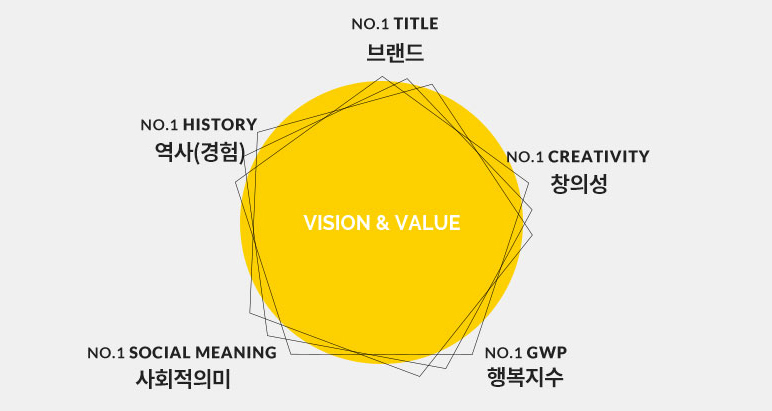 NO.1 TITLE
브랜드
NO.1 HISTORY
역사(경험)
NO.1 CREATIVITY
창의성
VISION & VALUE
NO.1 SOCIAL MEANING
사회적의미
NO.1 GWP
행복지수